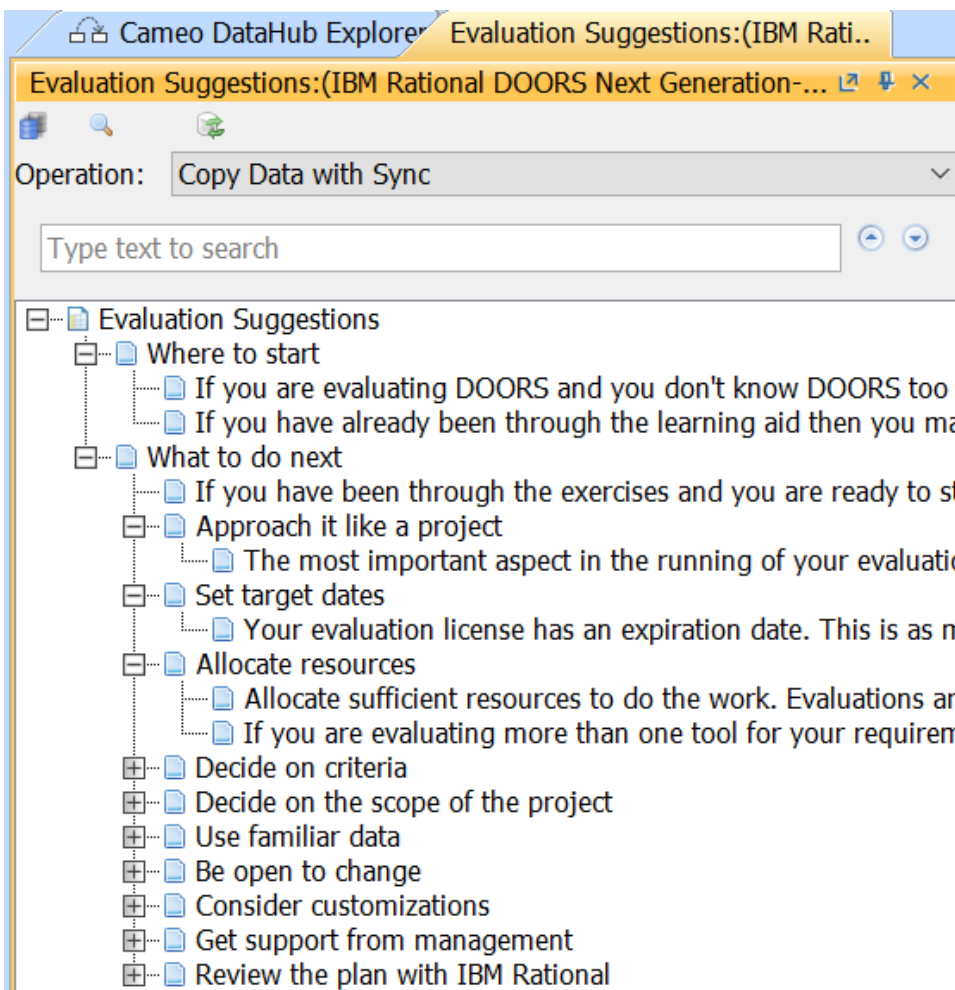 Cameo DataHub Explorer Evaluation Suggestions:(IBM Rati..
Evaluation Suggestions:(IBM Rational DOORS Next Generation-...
Operation: Copy Data with Sync
Type text to search
Evaluation Suggestions
Where to start
If you are evaluating DOORS and you don't know DOORS too
If you have already been through the learning aid then you ma
What to do next
If you have been through the exercises and you are ready to st
Approach it like a project
The most important aspect in the running of your evaluatio
Set target dates
Your evaluation license has an expiration date. This is as m
Allocate resources
Allocate sufficient resources to do the work. Evaluations ar
If you are evaluating more than one tool for your requirem
Decide on criteria
Decide on the scope of the project
Use familiar data
Be open to change
Consider customizations
Get support from management
Review the plan with IBM Rational